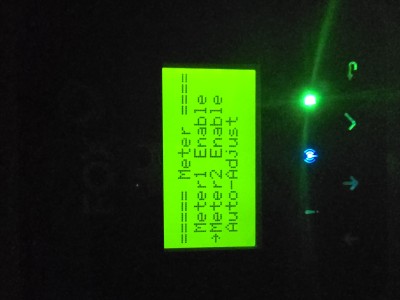 ===== Meter ====
Meter1 Enable
→Meter2 Enable
Auto-Adjust